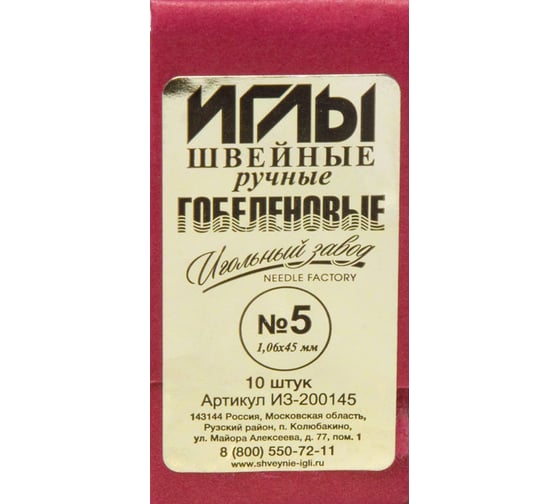 ИГЛЫ
ШВЕЙНЫЕ
ручные
ГОБЕЛЕНОВЫЕ
Игольный завод
NEEDLE FACTORY
№5
1,06х45 мм
10 штук
Артикул ИЗ-200145
143144 Россия, Московская область,
Рузский район, п. Колюбакино,
ул. Майора Алексеева, д. 77, пом. 1
8 (800) 550-72-11
www.shveynie-igli.ru